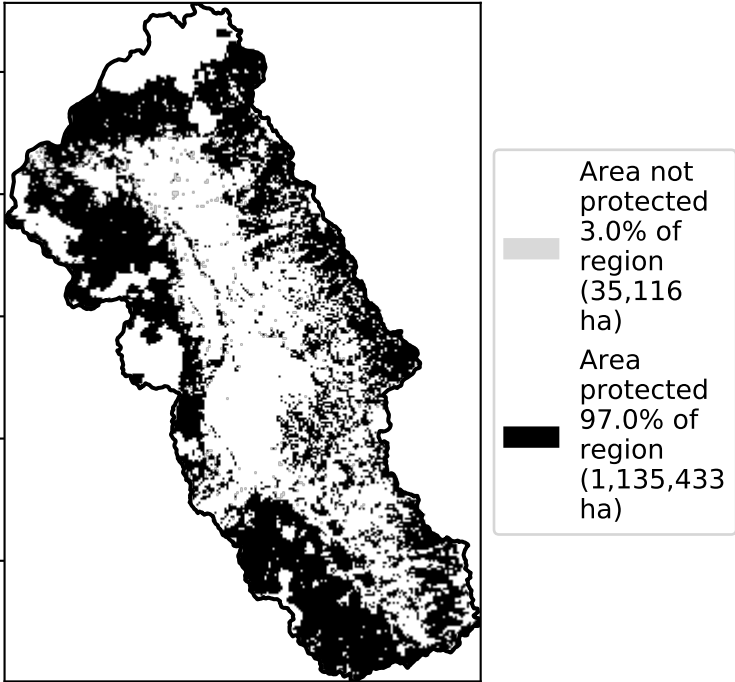 Area not
protected
3.0% of
region
(35,116
ha)
Area
protected
97.0% of
region
(1,135,433
ha)